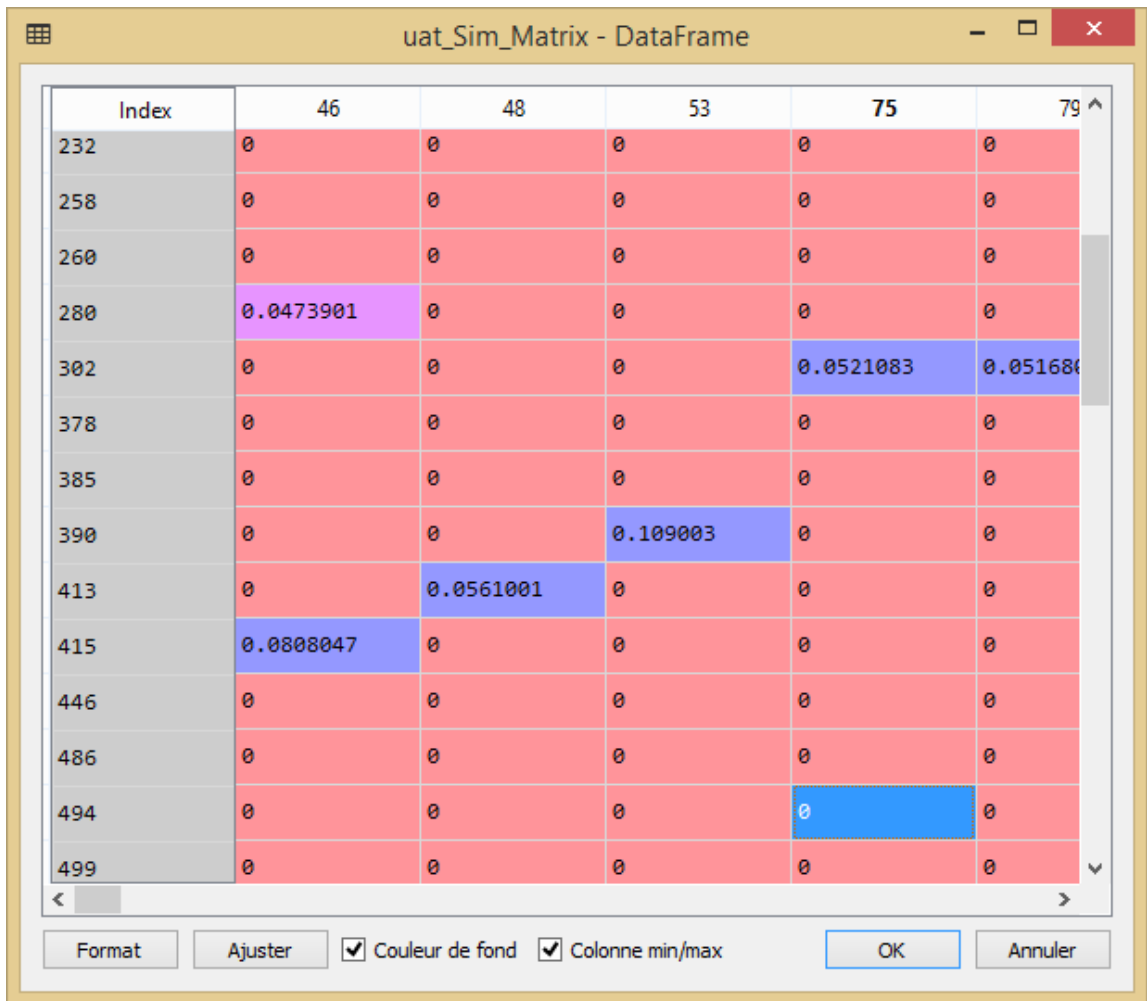 uat_Sim_Matrix - DataFrame
Index 46 48 53 75 79
232 0 0 0 0 0
258 0 0 0 0 0
260 0 0 0 0 0
280 0.0473901 0 0 0 0
302 0 0 0 0.0521083 0.05168
378 0 0 0 0 0
385 0 0 0 0 0
390 0 0 0.109003 0 0
413 0 0.0561001 0 0 0
415 0.0808047 0 0 0 0
446 0 0 0 0 0
486 0 0 0 0 0
494 0 0 0 0 0
499 0 0 0 0 0
Format Ajuster Couleur de fond Colonne min/max OK Annuler